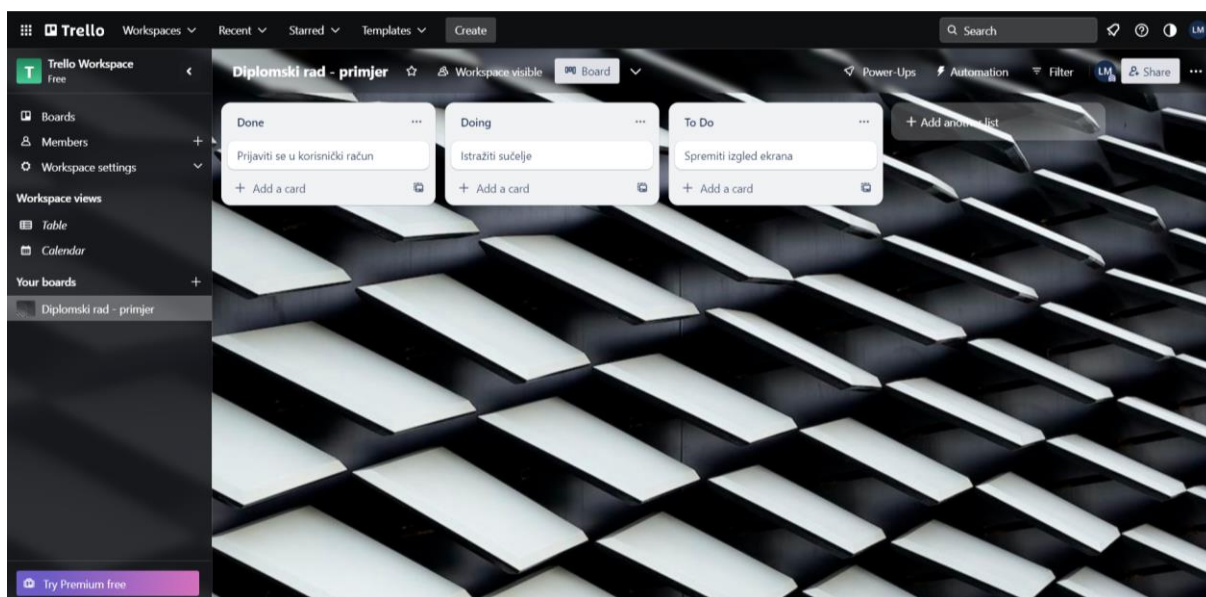 Trello
Workspaces
Recent
Starred
Templates
Create
Search
LM
T
Trello Workspace
Free
Boards
Members
Workspace settings
Workspace views
Table
Calendar
Your boards
Diplomski rad - primjer
Try Premium free
Diplomski rad - primjer
Workspace visible
Board
Power-Ups
Automation
Filter
LM
Share
Done
Prijaviti se u korisnički račun
+ Add a card
Doing
Istražiti sučelje
+ Add a card
To Do
Spremiti izgled ekrana
+ Add a card
+ Add another list